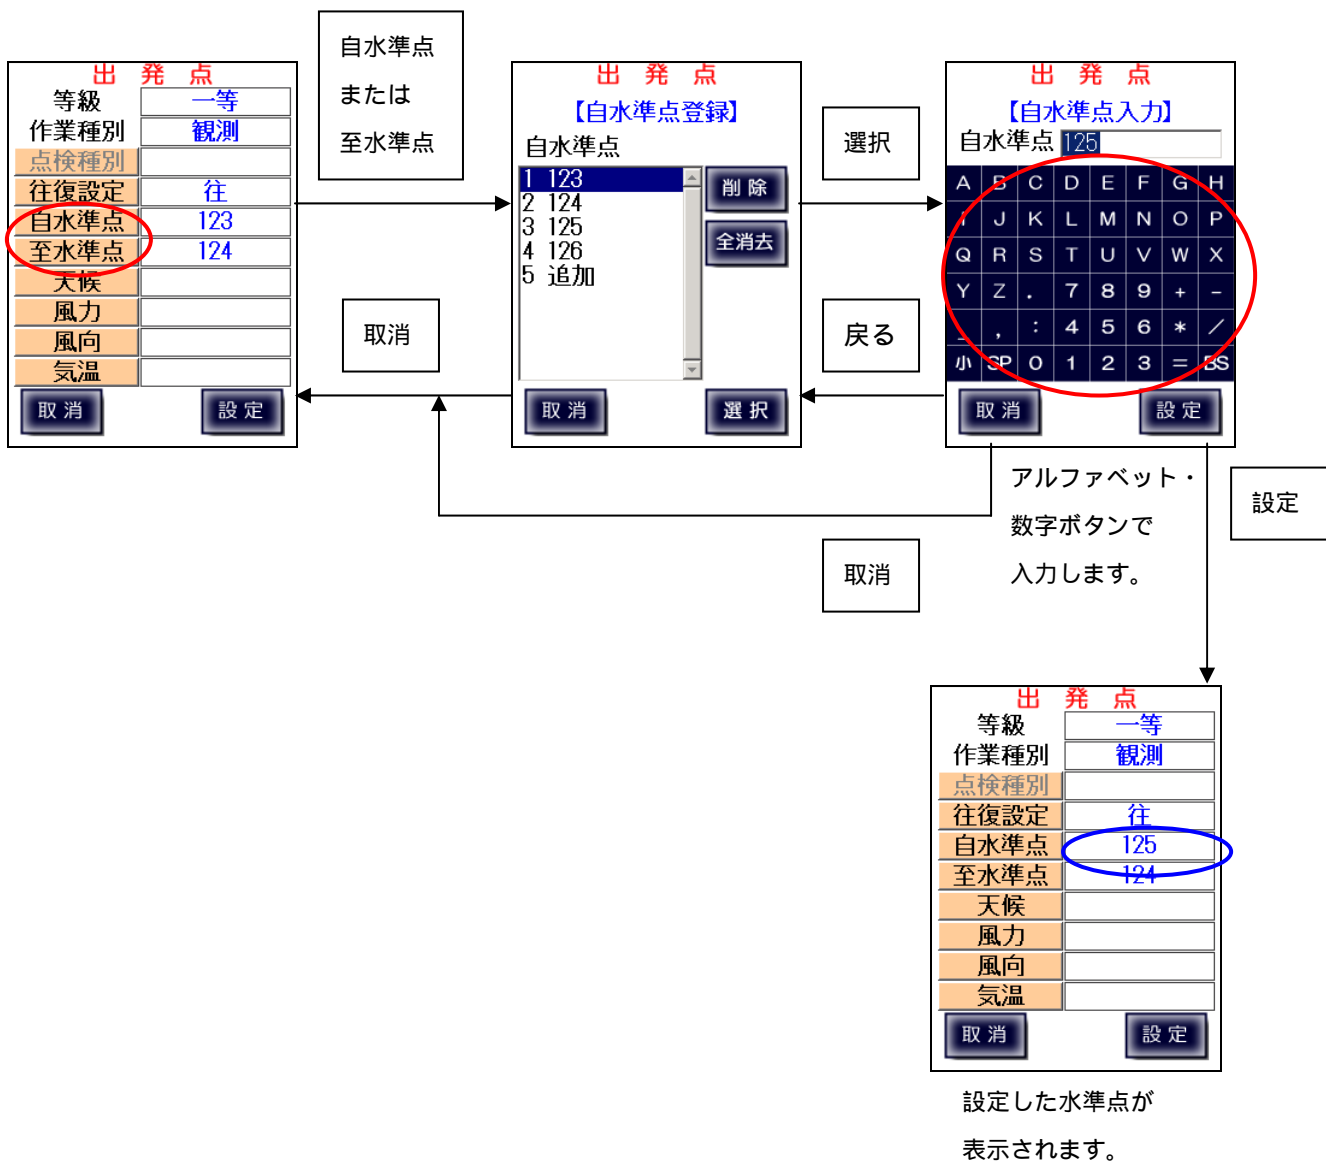 出 発 点
等級 一等
作業種別 観測
点検種別
往復設定 往
自水準点 123
至水準点 124
天候
風力
風向
気温
取消 設定
自水準点
または
至水準点
出 発 点
【自水準点登録】
自水準点
1 123
2 124
3 125
4 126
5 追加
削除
全消去
取消 選択
選択
取消
戻る
出 発 点
【自水準点入力】
自水準点 125
A B C D E F G H
I J K L M N O P
Q R S T U V W X
Y Z . 7 8 9 + -
_ , : 4 5 6 * /
小 SP 0 1 2 3 = BS
取消 設定
アルファベット・
数字ボタンで
入力します。
設定
取消
出 発 点
等級 一等
作業種別 観測
点検種別
往復設定 往
自水準点 125
至水準点 124
天候
風力
風向
気温
取消 設定
設定した水準点が
表示されます。